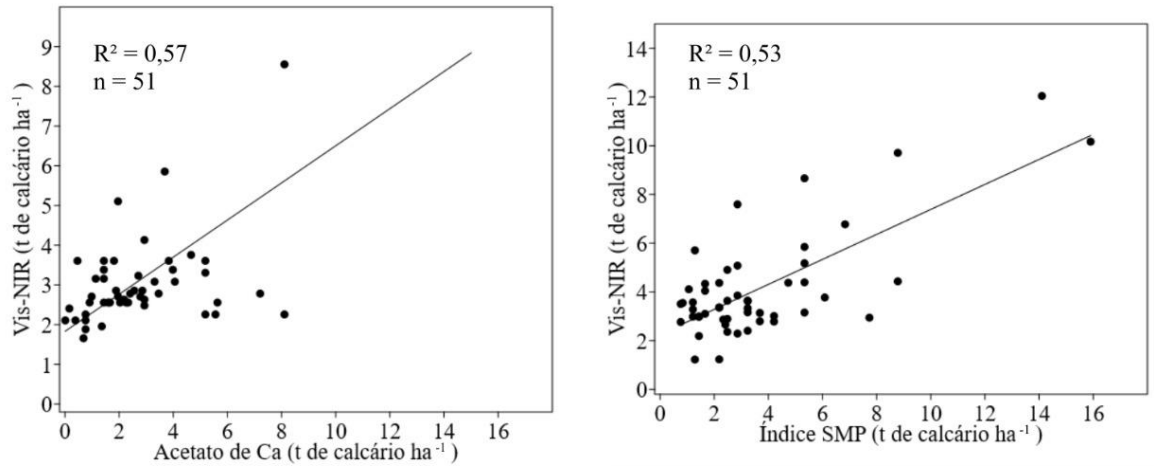 R² = 0,57
n = 51
Vis-NIR (t de calcário ha⁻¹ )
9
8
7
6
5
4
3
2
1
0
0 2 4 6 8 10 12 14 16
Acetato de Ca (t de calcário ha⁻¹ )
R² = 0,53
n = 51
Vis-NIR (t de calcário ha⁻¹ )
14
12
10
8
6
4
2
0
0 2 4 6 8 10 12 14 16
Índice SMP (t de calcário ha⁻¹ )